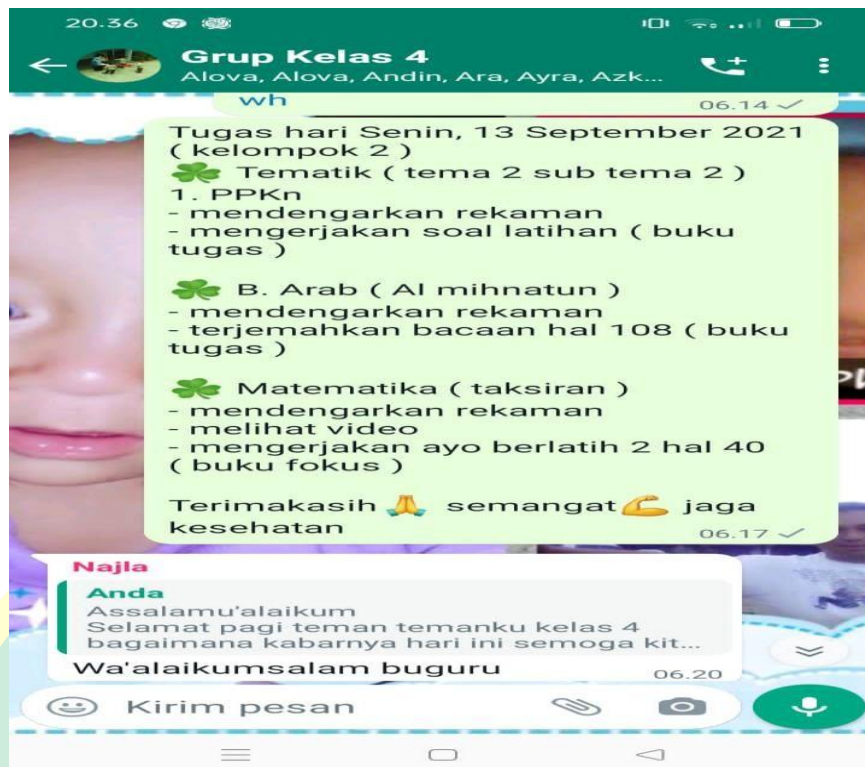 20.36
Grup Kelas 4
Alova, Alova, Andin, Ara, Ayra, Azk...
wh
06.14
Tugas hari Senin, 13 September 2021
( kelompok 2 )
☘️ Tematik ( tema 2 sub tema 2 )
1. PPKn
- mendengarkan rekaman
- mengerjakan soal latihan ( buku
tugas )
☘️ B. Arab ( Al mihnatun )
- mendengarkan rekaman
- terjemahkan bacaan hal 108 ( buku
tugas )
☘️ Matematika ( taksiran )
- mendengarkan rekaman
- melihat video
- mengerjakan ayo berlatih 2 hal 40
( buku fokus )
Terimakasih 🙏 semangat💪 jaga
kesehatan
06.17
Najla
Anda
Assalamu'alaikum
Selamat pagi teman temanku kelas 4
bagaimana kabarnya hari ini semoga kit...
Wa'alaikumsalam buguru
06.20
Kirim pesan